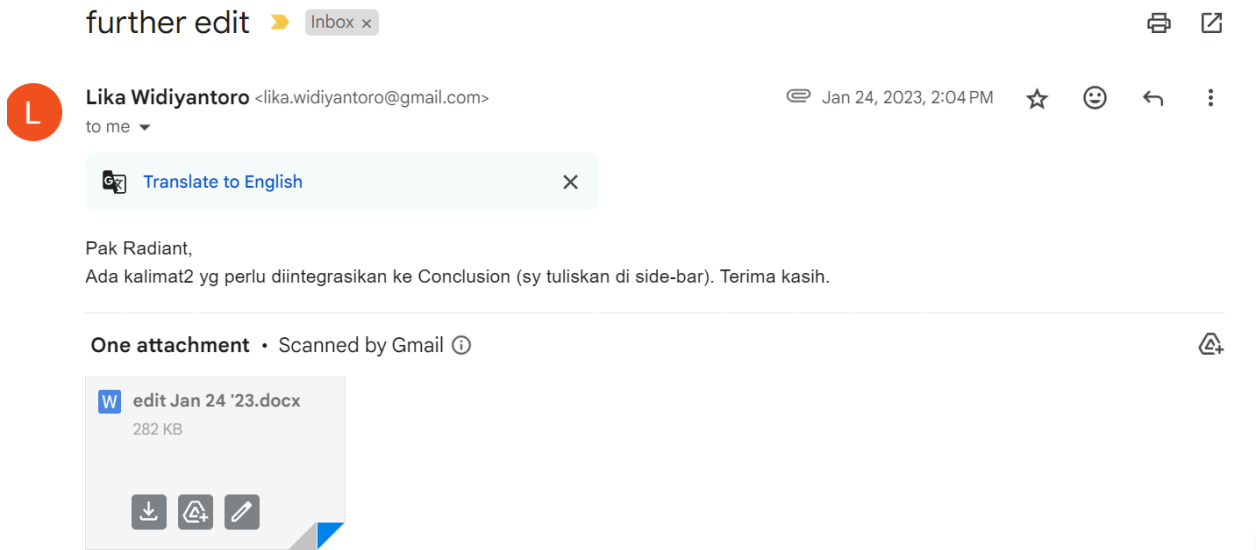 further edit Inbox ×
Lika Widiyantoro <lika.widiyantoro@gmail.com> Jan 24, 2023, 2:04 PM
L
to me
Translate to English
Pak Radiant,
Ada kalimat2 yg perlu diintegrasikan ke Conclusion (sy tuliskan di side-bar). Terima kasih.
One attachment • Scanned by Gmail
W edit Jan 24 '23.docx
282 KB